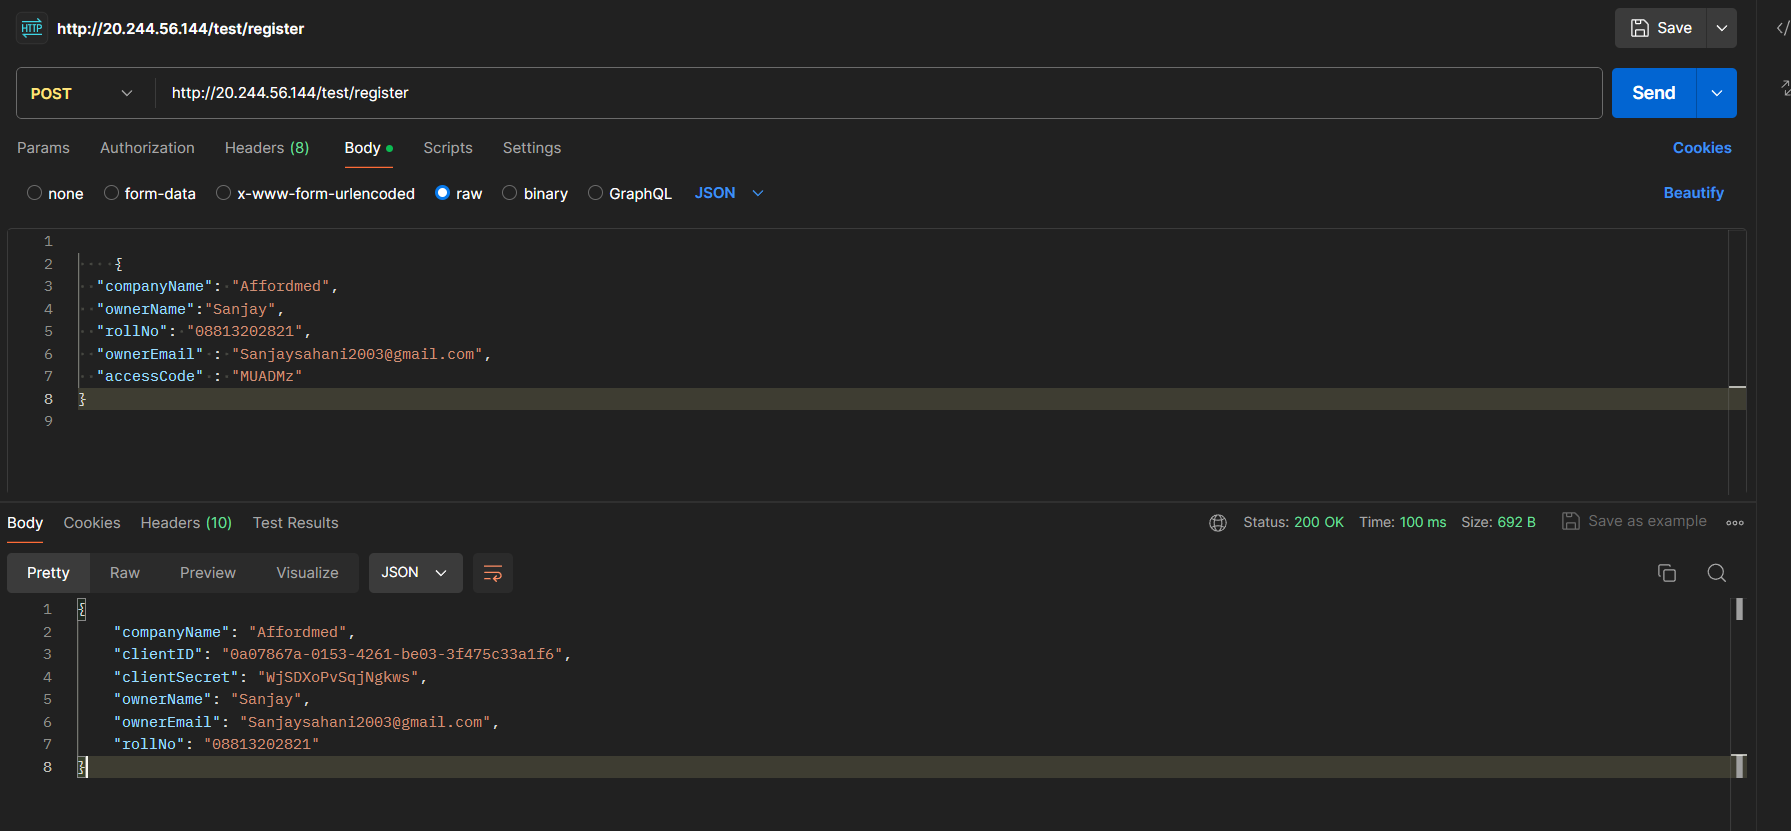 HTTP http://20.244.56.144/test/register Save
POST http://20.244.56.144/test/register Send
Params Authorization Headers (8) Body Scripts Settings Cookies
none form-data x-www-form-urlencoded raw binary GraphQL JSON Beautify
1
2 {
3 "companyName": "Affordmed",
4 "ownerName":"Sanjay",
5 "rollNo": "08813202821",
6 "ownerEmail" : "Sanjaysahani2003@gmail.com",
7 "accessCode" : "MUADMz"
8 }
9
Body Cookies Headers (10) Test Results Status: 200 OK Time: 100 ms Size: 692 B Save as example
Pretty Raw Preview Visualize JSON
1 {
2 "companyName": "Affordmed",
3 "clientID": "0a07867a-0153-4261-be03-3f475c33a1f6",
4 "clientSecret": "WjSDXoPvSqjNgkws",
5 "ownerName": "Sanjay",
6 "ownerEmail": "Sanjaysahani2003@gmail.com",
7 "rollNo": "08813202821"
8 }